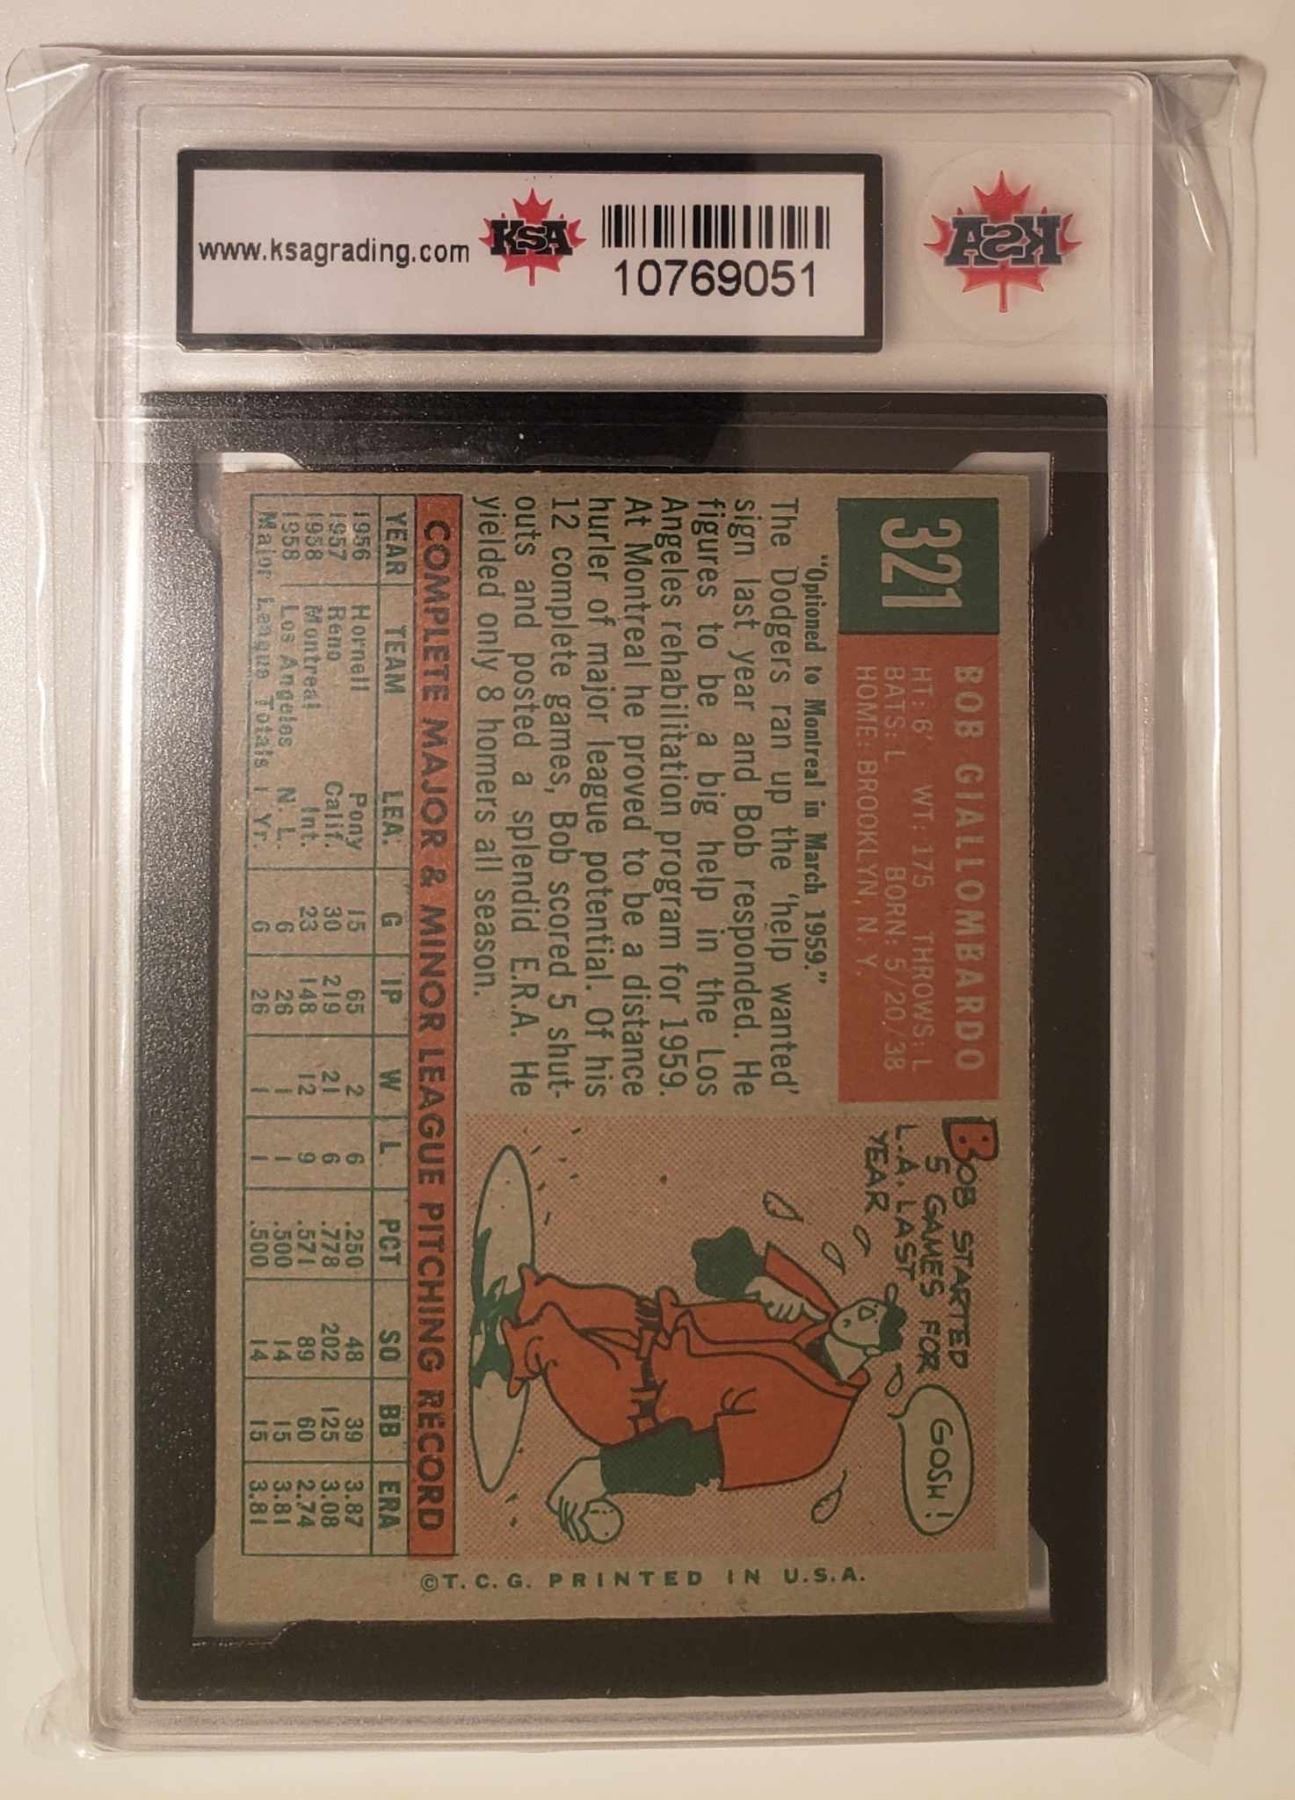 www.ksagrading.com
KSA
10769051
KSA
321
BOB GIALLOMBARDO
HT: 6' WT: 175 THROWS: L
BATS: L BORN: 5/20/38
HOME: BROOKLYN, N. Y.
"Optioned to Montreal in March 1959."
The Dodgers ran up the 'help wanted'
sign last year and Bob responded. He
figures to be a big help in the Los
Angeles rehabilitation program for 1959.
At Montreal he proved to be a distance
hurler of major league potential. Of his
12 complete games, Bob scored 5 shut-
outs and posted a splendid E.R.A. He
yielded only 8 homers all season.
BOB STARTED
5 GAMES FOR
L.A. LAST
YEAR
GOSH!
COMPLETE MAJOR & MINOR LEAGUE PITCHING RECORD
YEAR TEAM LEA. G IP W L PCT SO BB ERA
1956 Hornell Pony 15 65 2 6 .250 48 39 3.87
1957 Reno Calif. 30 219 21 6 .778 202 125 3.08
1958 Montreal Int. 23 148 12 9 .571 89 60 2.74
1958 Los Angeles N. L. 6 26 1 1 .500 14 15 3.81
Major League Totals 1 Yr. 6 26 1 1 .500 14 15 3.81
©T. C. G. PRINTED IN U.S.A.